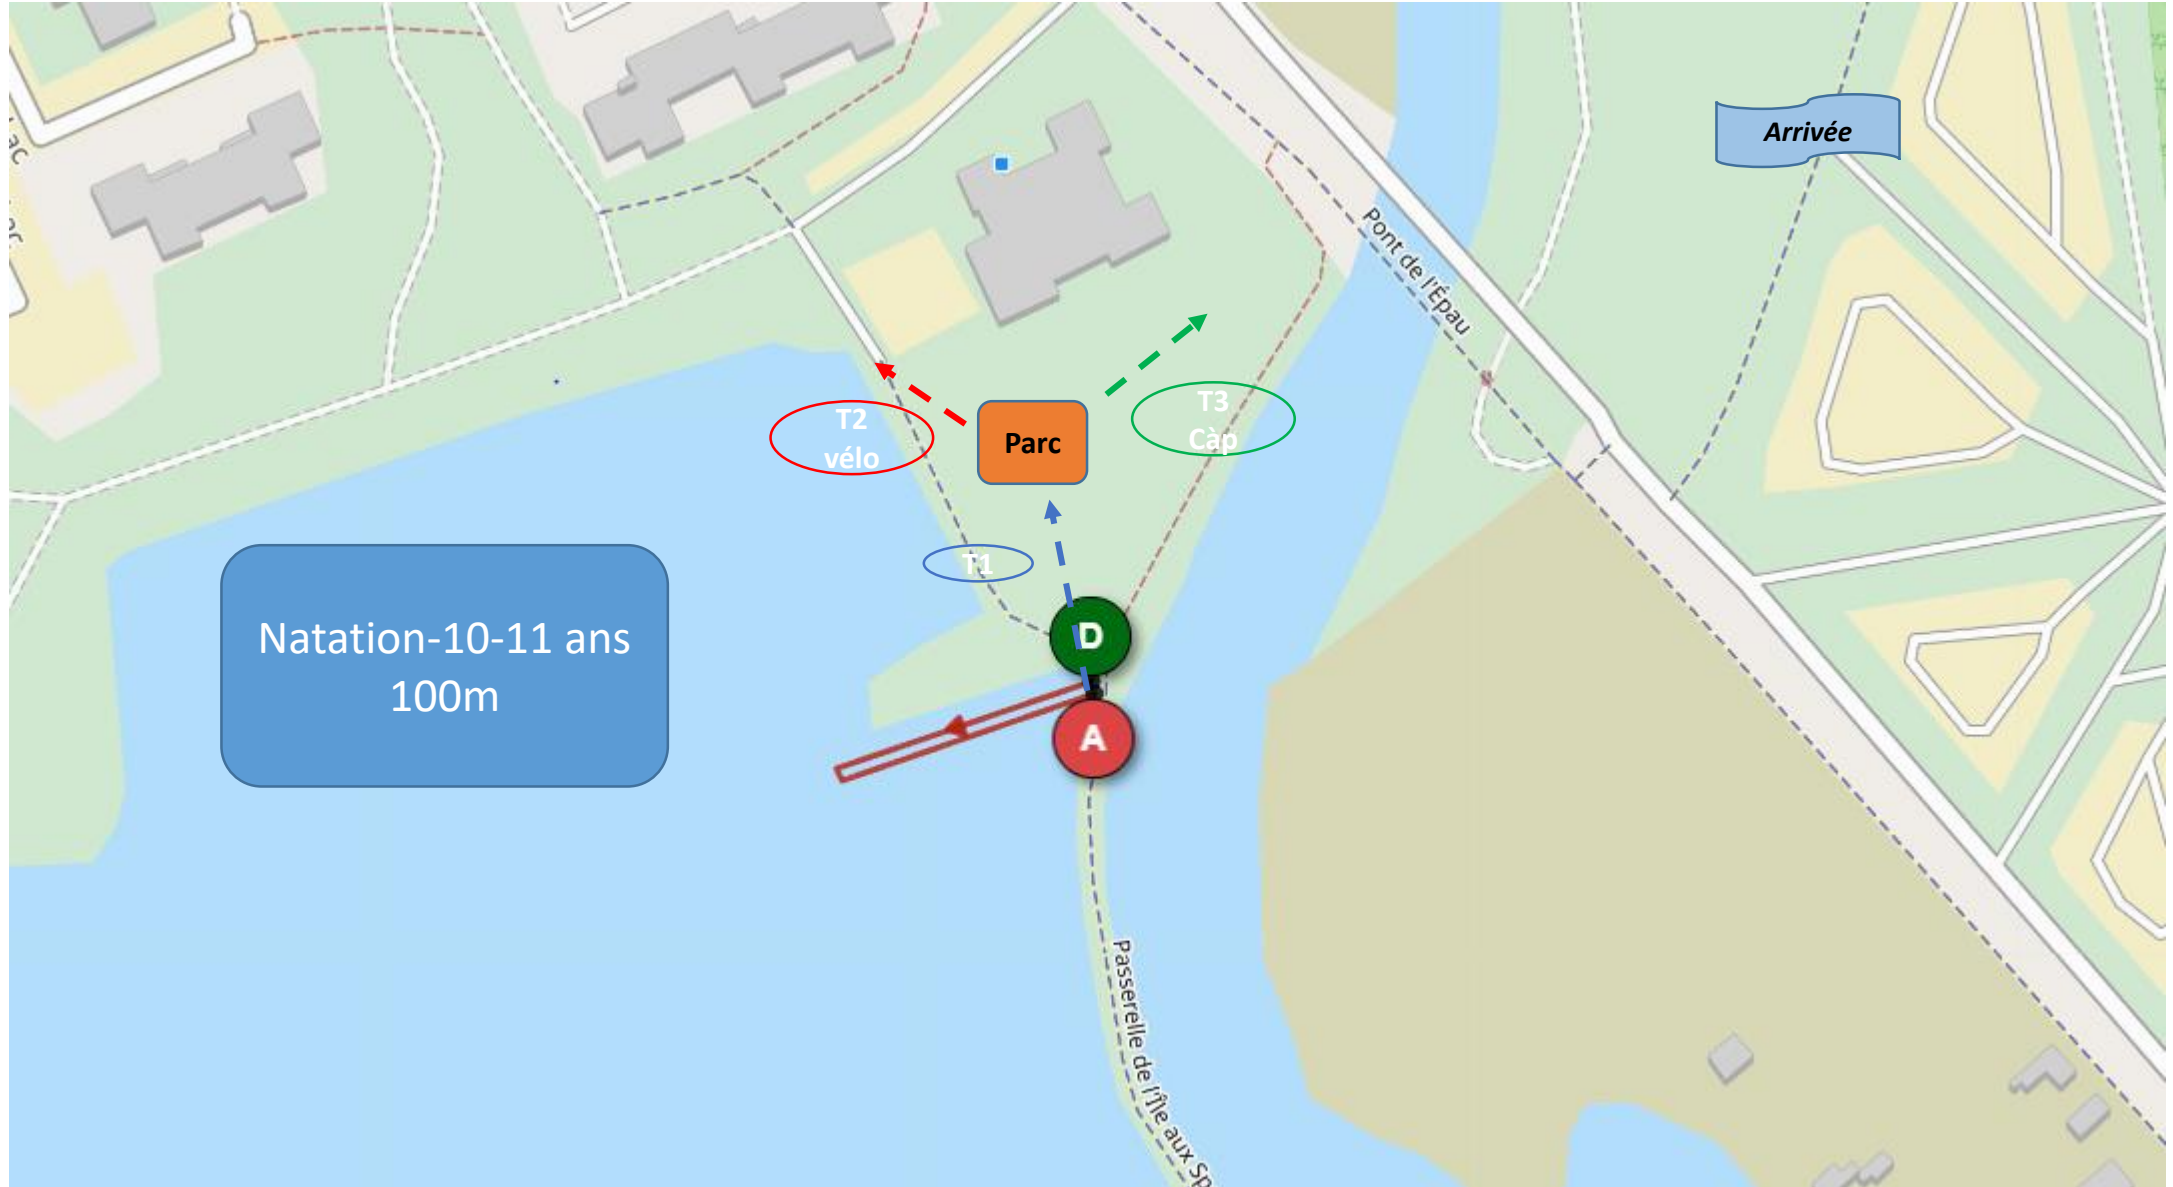 Arrivée
Pont de l'Épau
T2
vélo
T3
Càp
Parc
T1
Natation-10-11 ans
100m
D
A
Passerelle de l'Île aux Sp